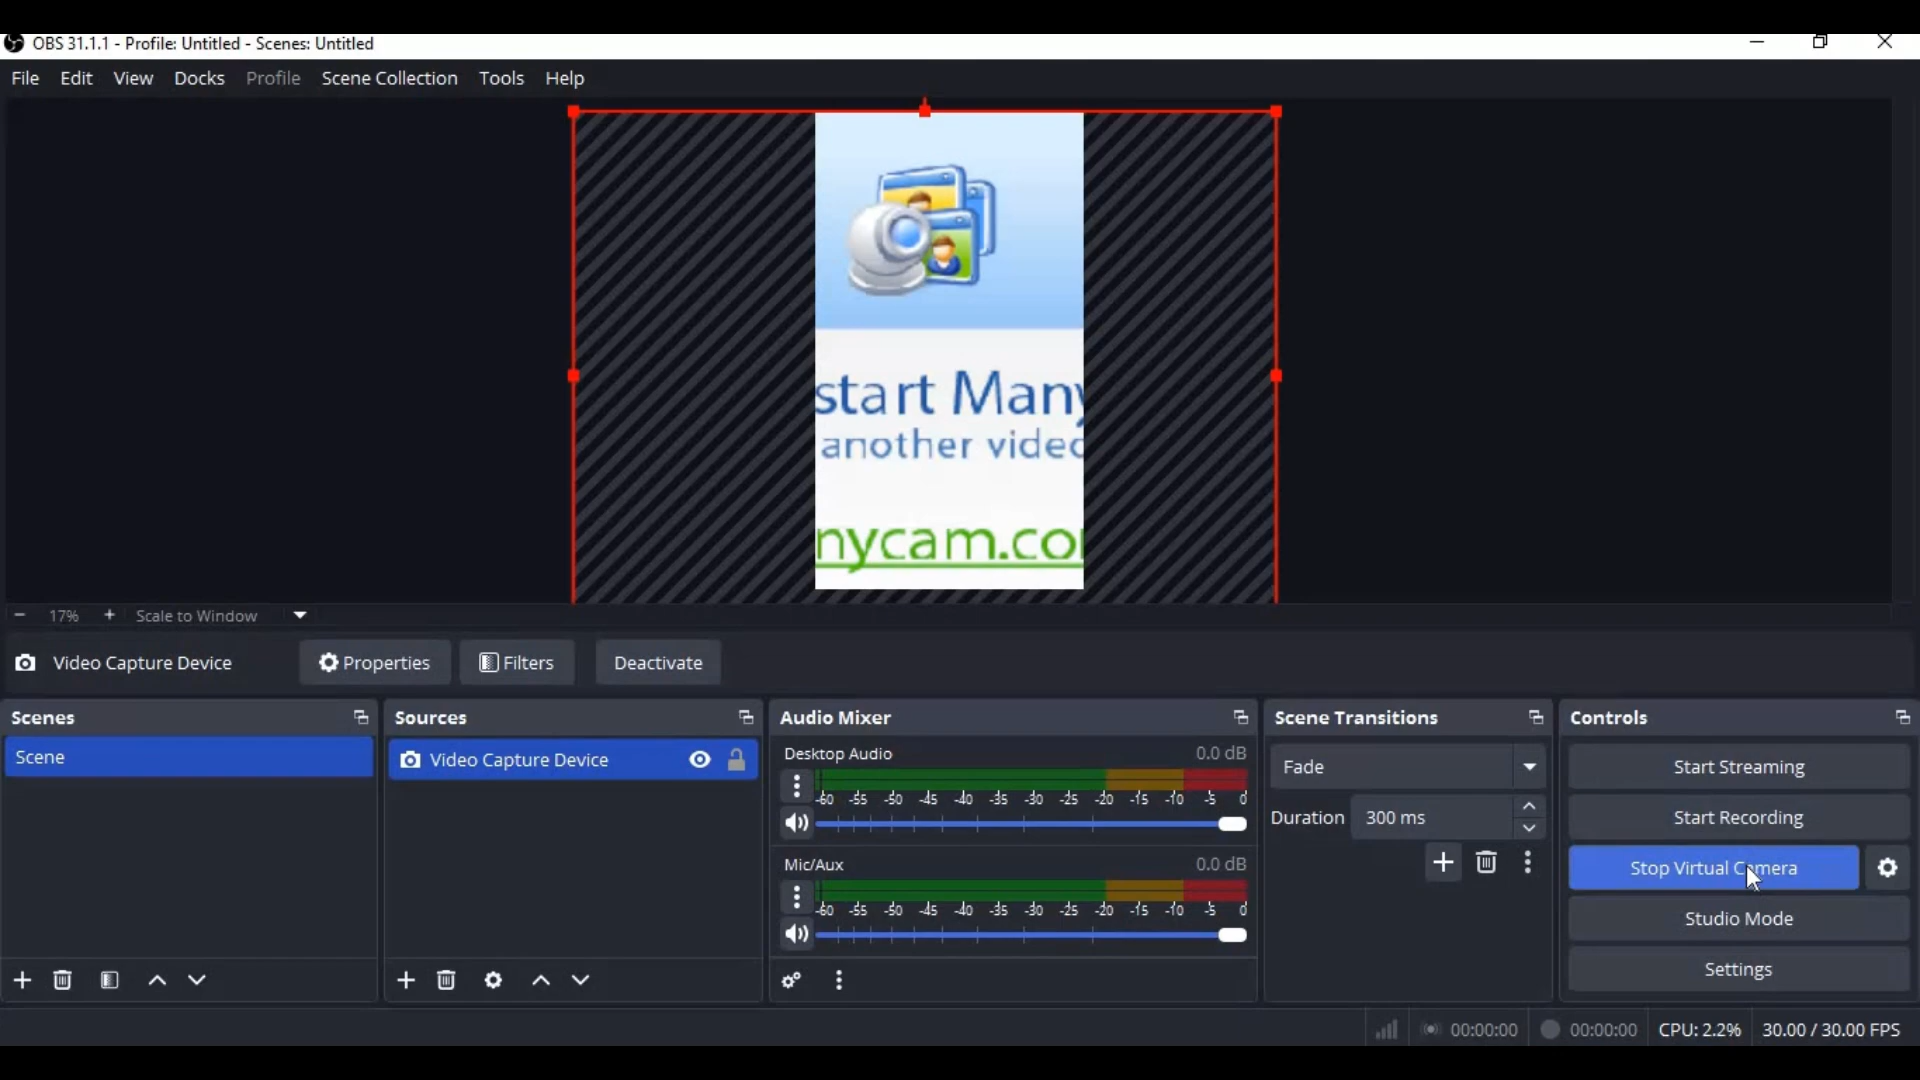 OBS 31.1.1 - Profile: Untitled - Scenes: Untitled
File Edit View Docks Profile Scene Collection Tools Help
start Many
another video
nycam.co
17% Scale to Window
Video Capture Device Properties Filters Deactivate
Scenes
Scene
Sources
Video Capture Device
Audio Mixer
Desktop Audio 0.0 dB
-60 -55 -50 -45 -40 -35 -30 -25 -20 -15 -10 -5 0
Mic/Aux 0.0 dB
-60 -55 -50 -45 -40 -35 -30 -25 -20 -15 -10 -5 0
Scene Transitions
Fade
Duration 300 ms
Controls
Start Streaming
Start Recording
Stop Virtual Camera
Studio Mode
Settings
00:00:00 00:00:00 CPU: 2.2% 30.00 / 30.00 FPS